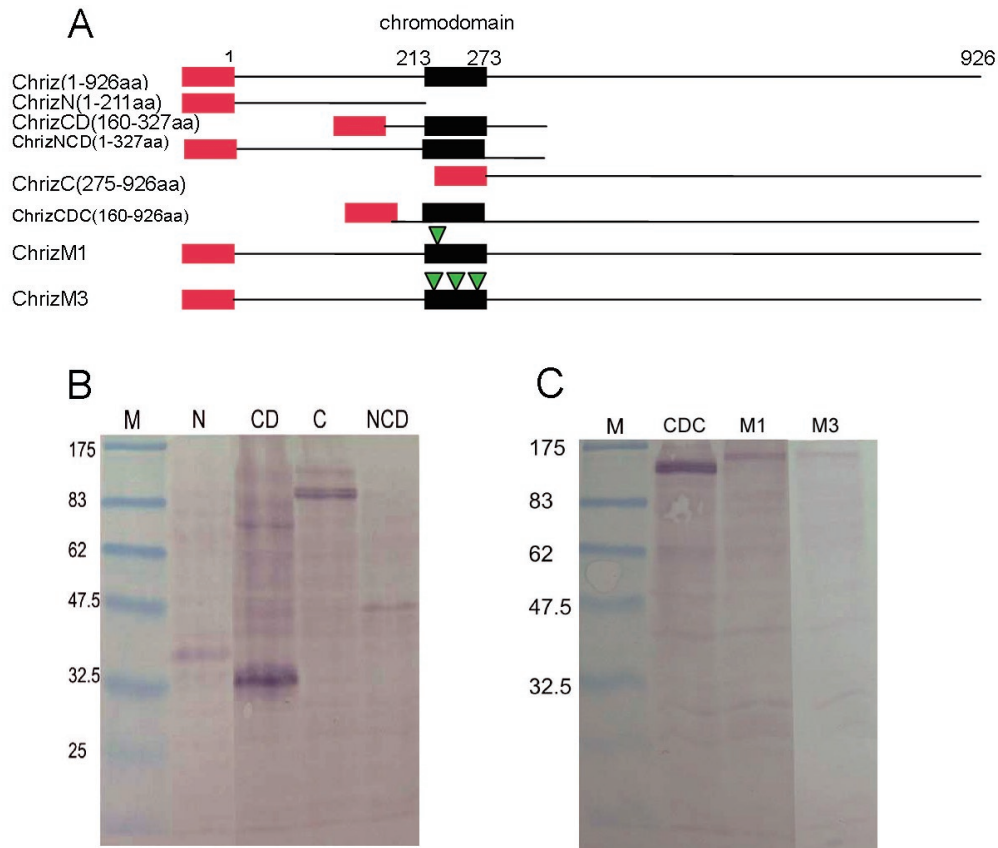 A
chromodomain
1 213 273 926
Chriz(1-926aa)
ChrizN(1-211aa)
ChrizCD(160-327aa)
ChrizNCD(1-327aa)
ChrizC(275-926aa)
ChrizCDC(160-926aa)
ChrizM1
ChrizM3
B
M N CD C NCD
175
83
62
47.5
32.5
25
C
M CDC M1 M3
175
83
62
47.5
32.5